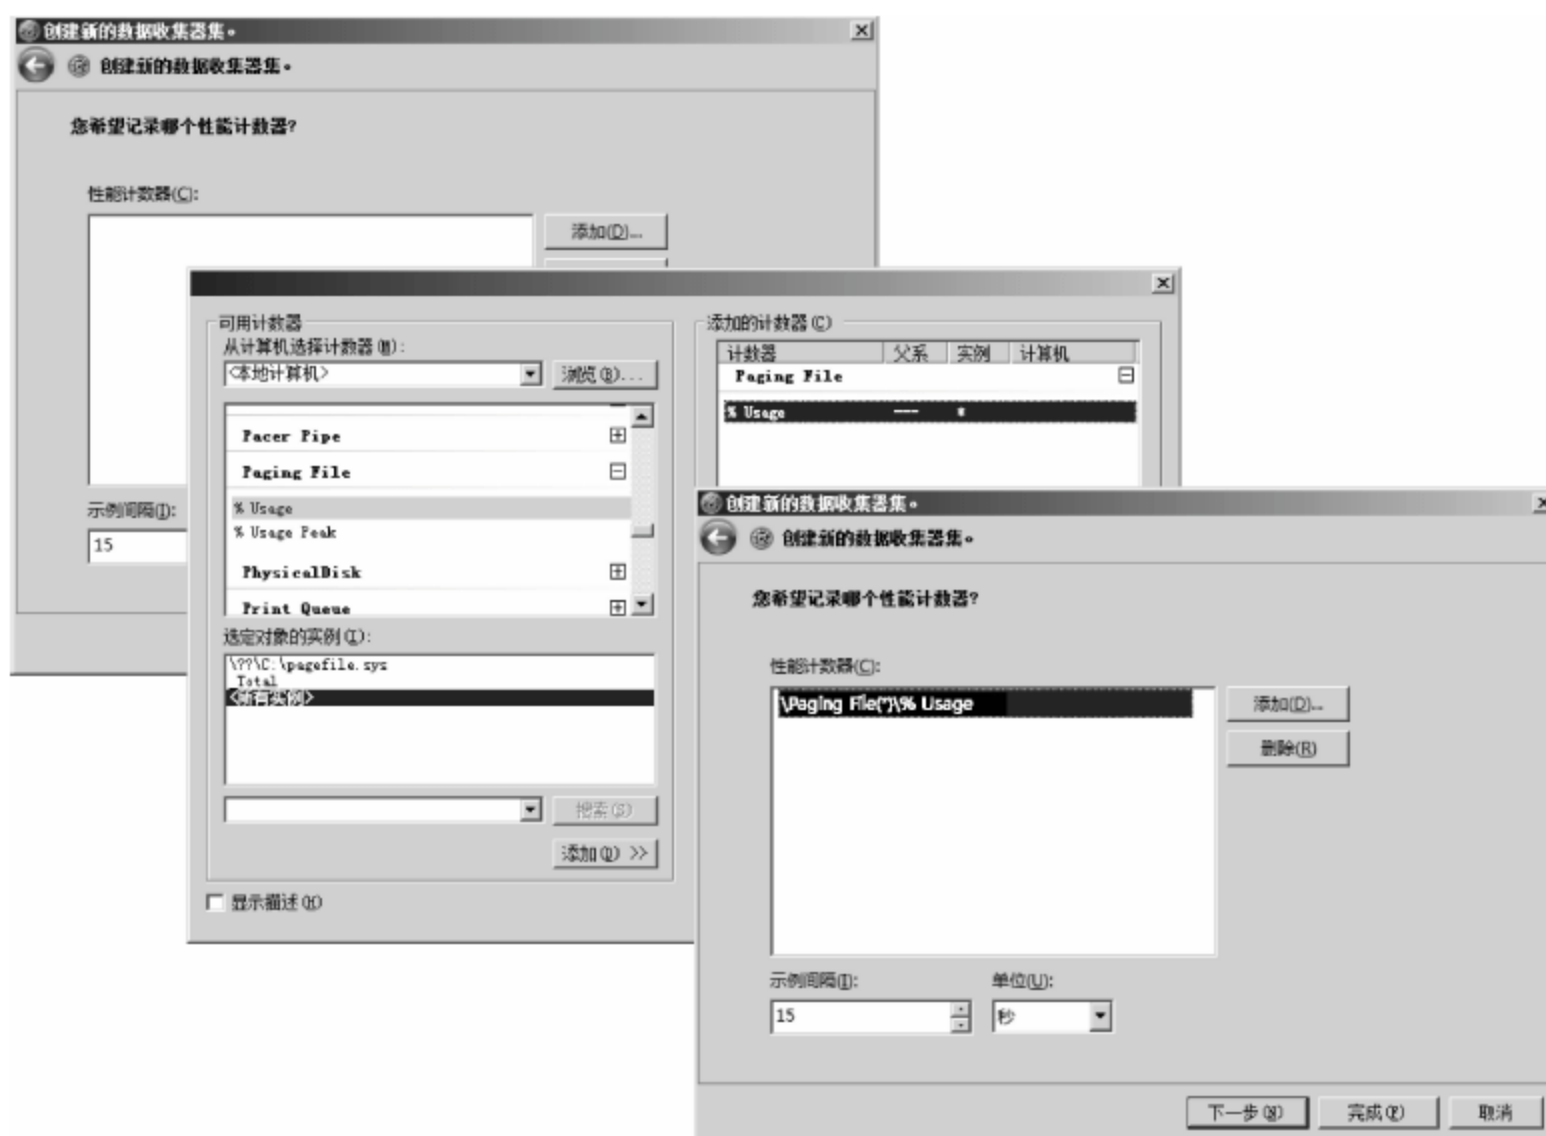 创建新的数据收集器集。
创建新的数据收集器集。
您希望记录哪个性能计数器?
性能计数器(C):
添加(D)...
示例间隔(I):
15
可用计数器
从计算机选择计数器(M):
<本地计算机>
浏览(B)...
Pacer Pipe
Paging File
% Usage
% Usage Peak
PhysicalDisk
Print Queue
选定对象的实例(I):
\??\C:\pagefile.sys
_Total
<所有实例>
搜索(S)
添加(D) >>
显示描述(H)
添加的计数器(C)
计数器 父系 实例 计算机
Paging File
% Usage --- *
创建新的数据收集器集。
创建新的数据收集器集。
您希望记录哪个性能计数器?
性能计数器(C):
\Paging File(*)\% Usage
添加(D)...
删除(R)
示例间隔(I): 单位(U):
15 秒
下一步(N) 完成(F) 取消